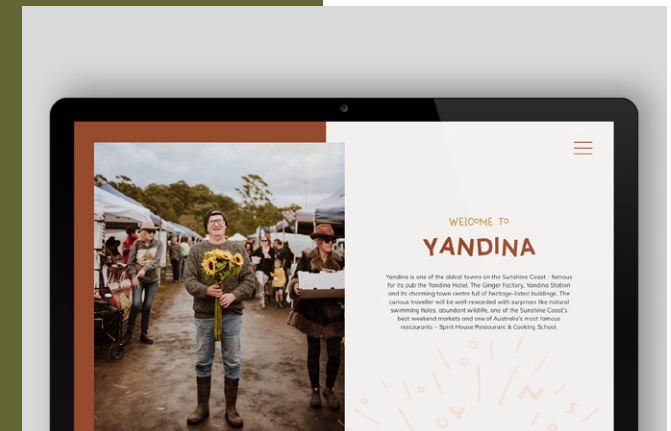 WELCOME TO
YANDINA
Yandina is one of the oldest towns on the Sunshine Coast - famous
for its pub the Yandina Hotel, The Ginger Factory, Yandina Station
and its charming town centre full of heritage-listed buildings. The
curious traveller will be well-rewarded with surprises like natural
swimming holes, abundant wildlife, one of the Sunshine Coast's
best weekend markets and one of Australia's most famous
restaurants - Spirit House Restaurant & Cooking School.